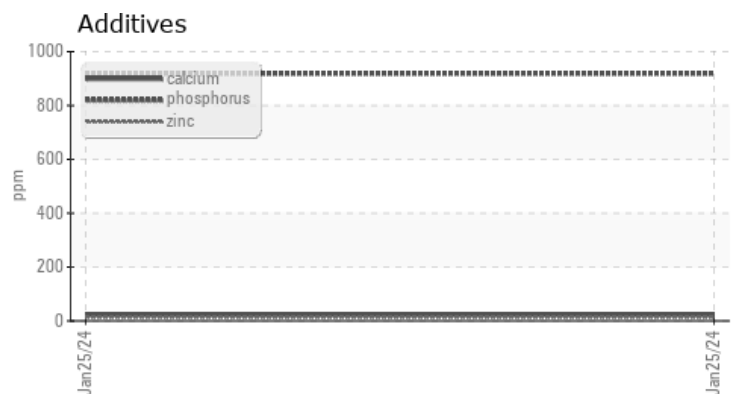 Additives
1000
800
600
400
200
0
ppm
calcium
phosphorus
zinc
Jan25/24
Jan25/24